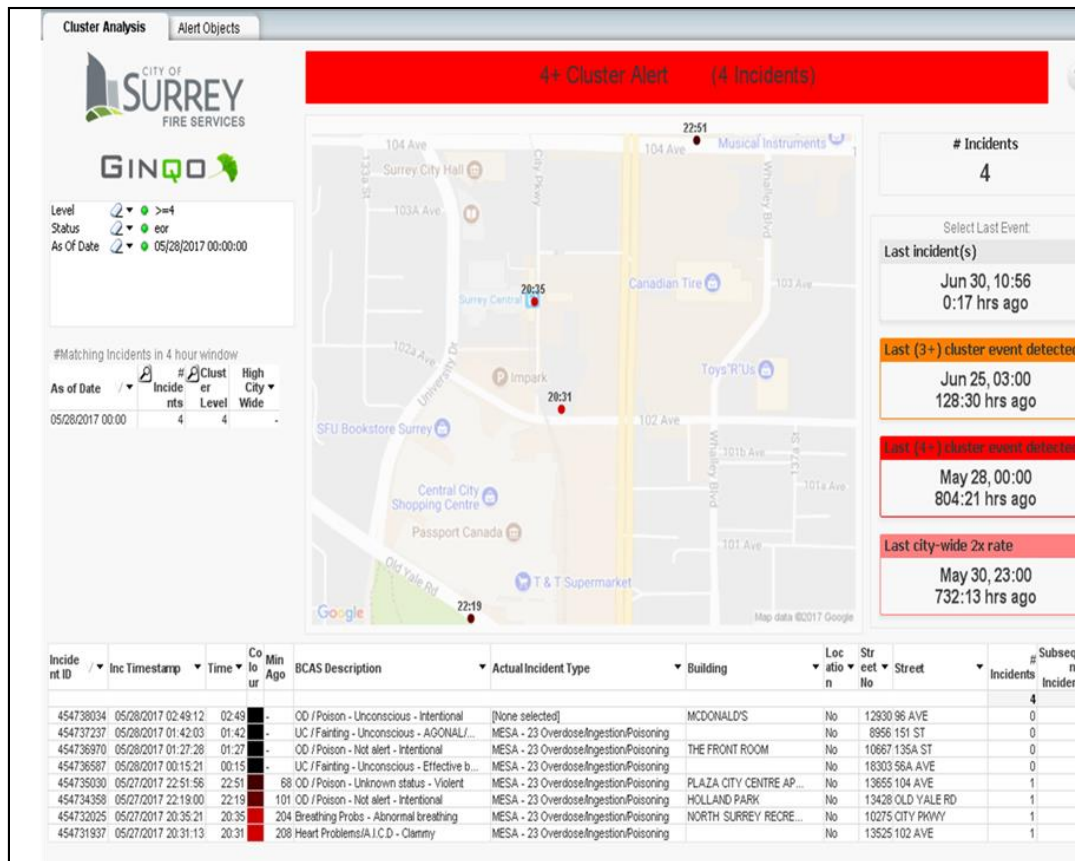 Cluster Analysis
Alert Objects
CITY OF
SURREY
FIRE SERVICES
GINQO
4+ Cluster Alert (4 Incidents)
Level >=4
Status eor
As Of Date 05/28/2017 00:00:00
#Matching Incidents in 4 hour window
As of Date # Incidents Cluster Level High City Wide
05/28/2017 00:00 4 4 -
22:51
104 Ave
104 Ave
Musical Instruments
133a St
Surrey City Hall
City Pkwy
Whalley Blvd
103A Ave
20:35
Canadian Tire
103 Ave
Surrey Central
102a Ave
University Dr
Impark
Toys"R"Us
20:31
102 Ave
SFU Bookstore Surrey
Whalley Blvd
137a St
101b Ave
Central City
Shopping Centre
101a Ave
Passport Canada
101 Ave
Old Yale Rd
T & T Supermarket
22:19
Google
Map data ©2017 Google
# Incidents
4
Select Last Event:
Last incident(s)
Jun 30, 10:56
0:17 hrs ago
Last (3+) cluster event detected
Jun 25, 03:00
128:30 hrs ago
Last (4+) cluster event detected
May 28, 00:00
804:21 hrs ago
Last city-wide 2x rate
May 30, 23:00
732:13 hrs ago
Incident ID Inc Timestamp Time Colour Min Ago BCAS Description Actual Incident Type Building Location Street No Street # Incidents Subseq
4
454738034 05/28/2017 02:49:12 02:49 - OD / Poison - Unconscious - Intentional [None selected] MCDONALD'S No 12930 96 AVE 0
454737237 05/28/2017 01:42:03 01:42 - UC / Fainting - Unconscious - AGONAL/... MESA - 23 Overdose/Ingestion/Poisoning No 8956 151 ST 0
454736970 05/28/2017 01:27:28 01:27 - OD / Poison - Not alert - Intentional MESA - 23 Overdose/Ingestion/Poisoning THE FRONT ROOM No 10667 135A ST 0
454736587 05/28/2017 00:15:21 00:15 - UC / Fainting - Unconscious - Effective b... MESA - 23 Overdose/Ingestion/Poisoning No 18303 56A AVE 0
454735030 05/27/2017 22:51:56 22:51 68 OD / Poison - Unknown status - Violent MESA - 23 Overdose/Ingestion/Poisoning PLAZA CITY CENTRE AP... No 13655 104 AVE 1
454734358 05/27/2017 22:19:00 22:19 101 OD / Poison - Not alert - Intentional MESA - 23 Overdose/Ingestion/Poisoning HOLLAND PARK No 13428 OLD YALE RD 1
454732025 05/27/2017 20:35:21 20:35 204 Breathing Probs - Abnormal breathing MESA - 23 Overdose/Ingestion/Poisoning NORTH SURREY RECRE... No 10275 CITY PKWY 1
454731937 05/27/2017 20:31:13 20:31 208 Heart Problems/A.I.C.D - Clammy MESA - 23 Overdose/Ingestion/Poisoning No 13525 102 AVE 1